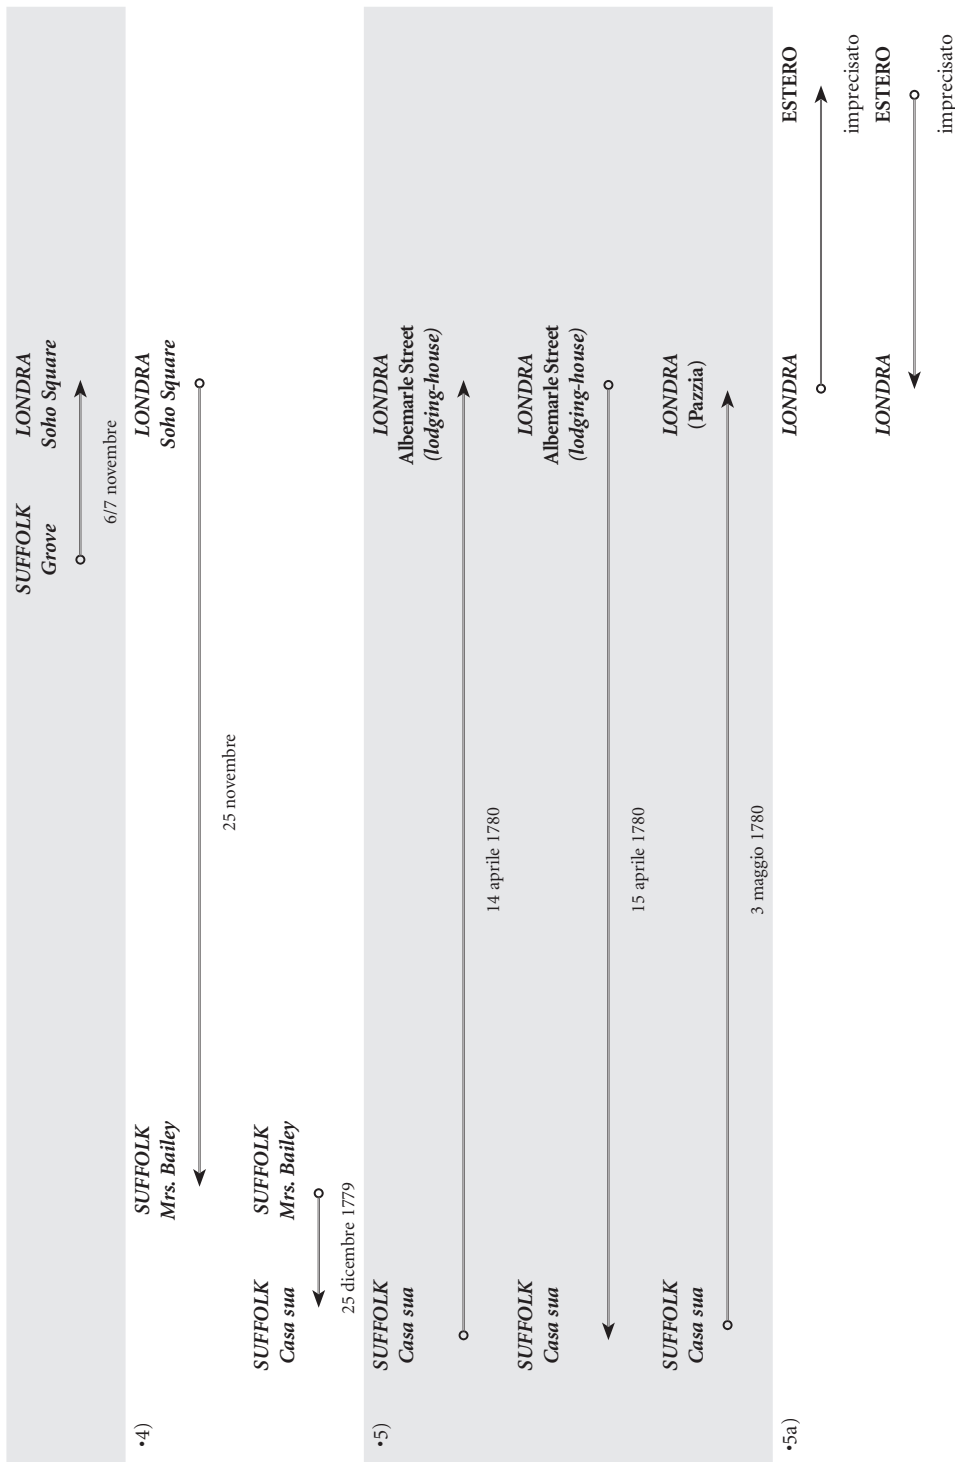 SUFFOLK
Grove
LONDRA
Soho Square
6/7 novembre
•4)
SUFFOLK
Mrs. Bailey
LONDRA
Soho Square
25 novembre
SUFFOLK
Casa sua
SUFFOLK
Mrs. Bailey
25 dicembre 1779
•5)
SUFFOLK
Casa sua
LONDRA
Albemarle Street
(lodging-house)
14 aprile 1780
SUFFOLK
Casa sua
LONDRA
Albemarle Street
(lodging-house)
15 aprile 1780
SUFFOLK
Casa sua
LONDRA
(Pazzia)
3 maggio 1780
•5a)
LONDRA
ESTERO
imprecisato
LONDRA
ESTERO
imprecisato